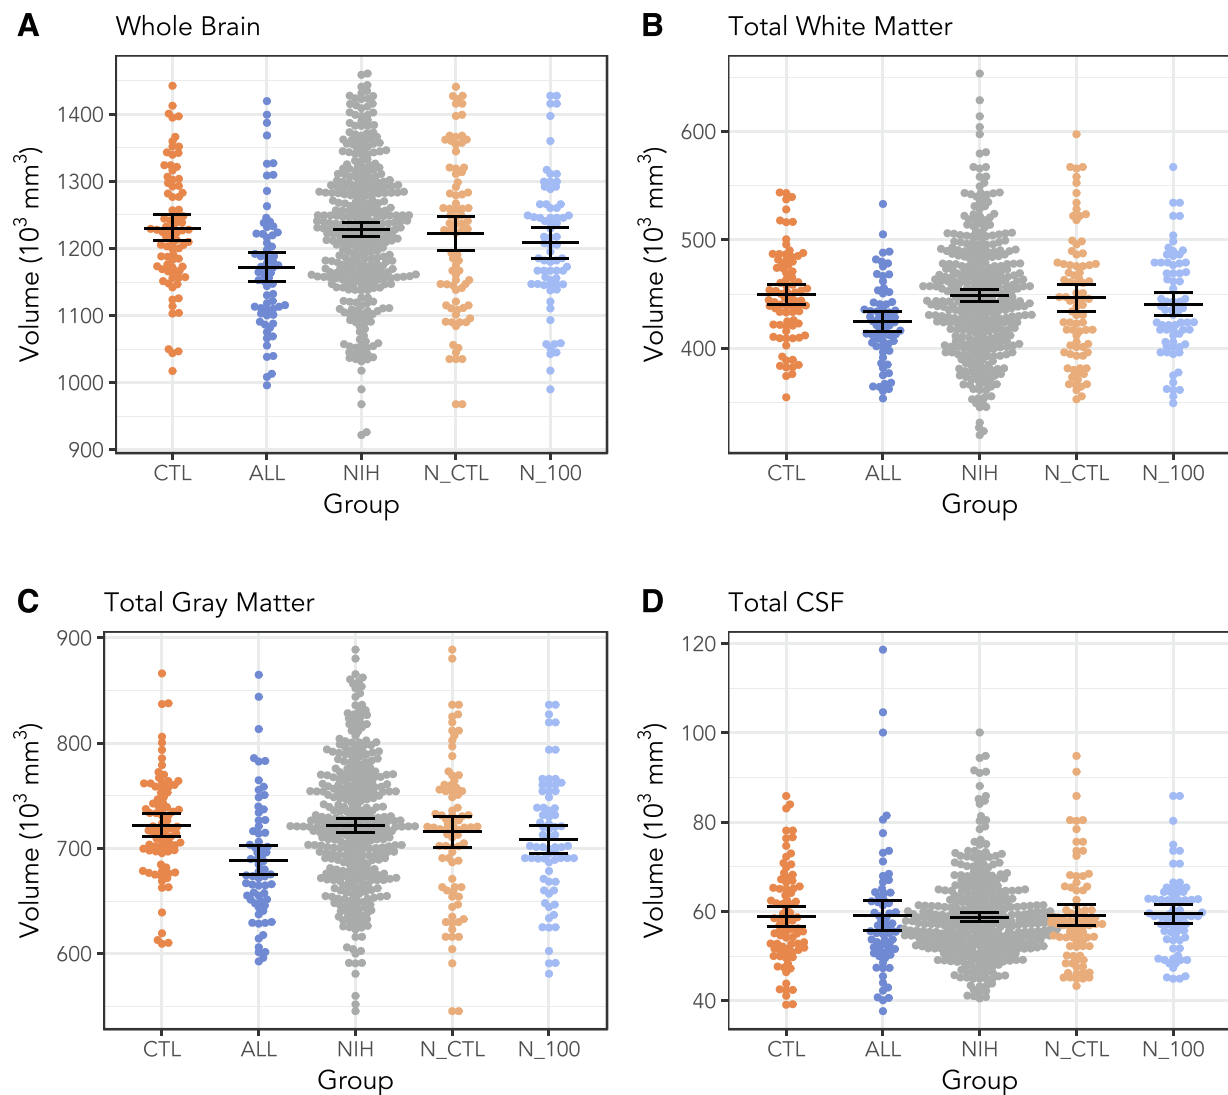 A Whole Brain
Volume (10³ mm³)
1400
1300
1200
1100
1000
900
CTL ALL NIH N_CTL N_100
Group
B Total White Matter
Volume (10³ mm³)
600
500
400
CTL ALL NIH N_CTL N_100
Group
C Total Gray Matter
Volume (10³ mm³)
900
800
700
600
CTL ALL NIH N_CTL N_100
Group
D Total CSF
Volume (10³ mm³)
120
100
80
60
40
CTL ALL NIH N_CTL N_100
Group